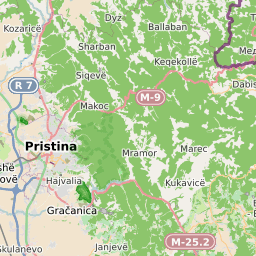 Dyz
Kozaricë
Ballaban
Sharban
Keqekollë
Siqevë
R 7
M-9
Makoc
Dabis
Pristina
Mramor
Marec
Hajvalia
Kukavicë
Gračanica
M-25.2
Janjevë
Skulanevo